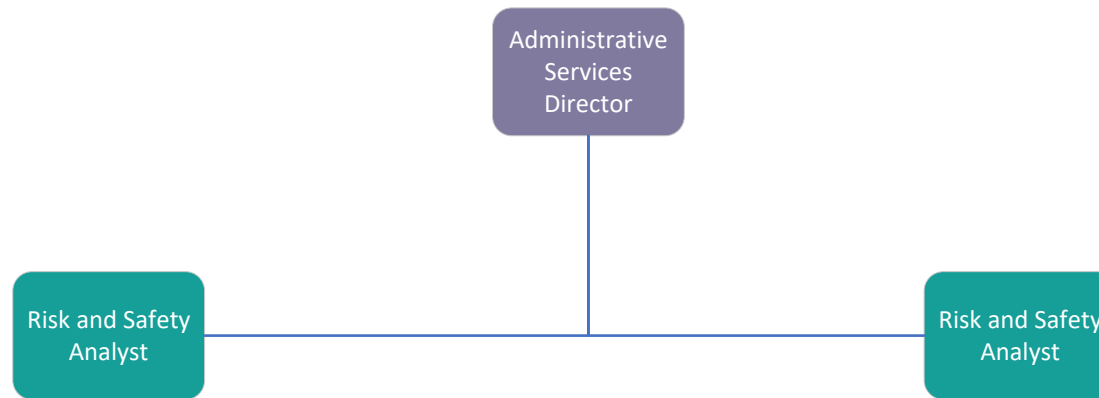 Administrative
Services
Director
Risk and Safety
Analyst
Risk and Safety
Analyst